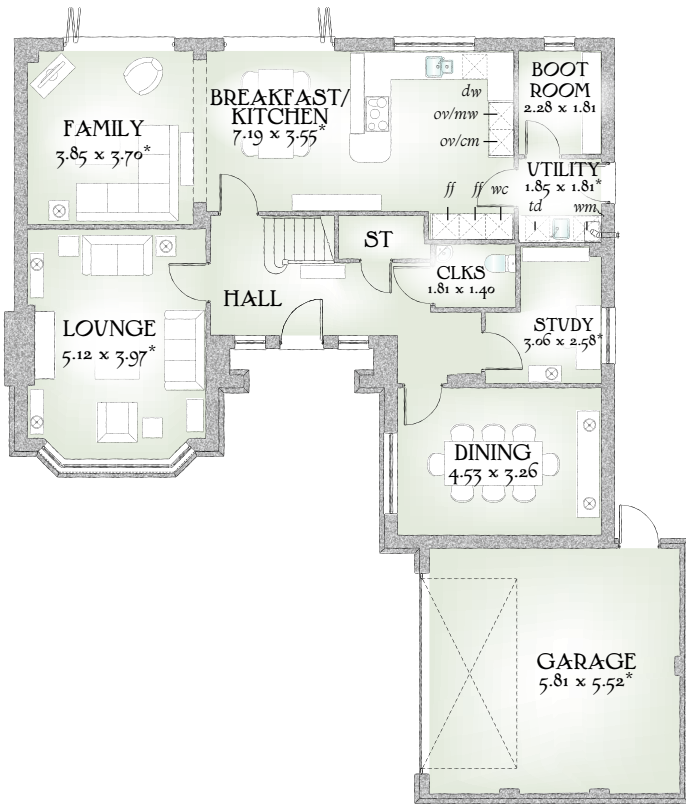 BOOT
ROOM
2.28 x 1.81
dw
BREAKFAST/
KITCHEN
7.19 x 3.55*
FAMILY
3.85 x 3.70*
ov/mw
ov/cm
UTILITY
1.85 x 1.81*
ff ff wc
td wm
ST
CLKS
1.81 x 1.40
HALL
LOUNGE
5.12 x 3.97*
STUDY
3.06 x 2.58*
DINING
4.53 x 3.26
GARAGE
5.81 x 5.52*